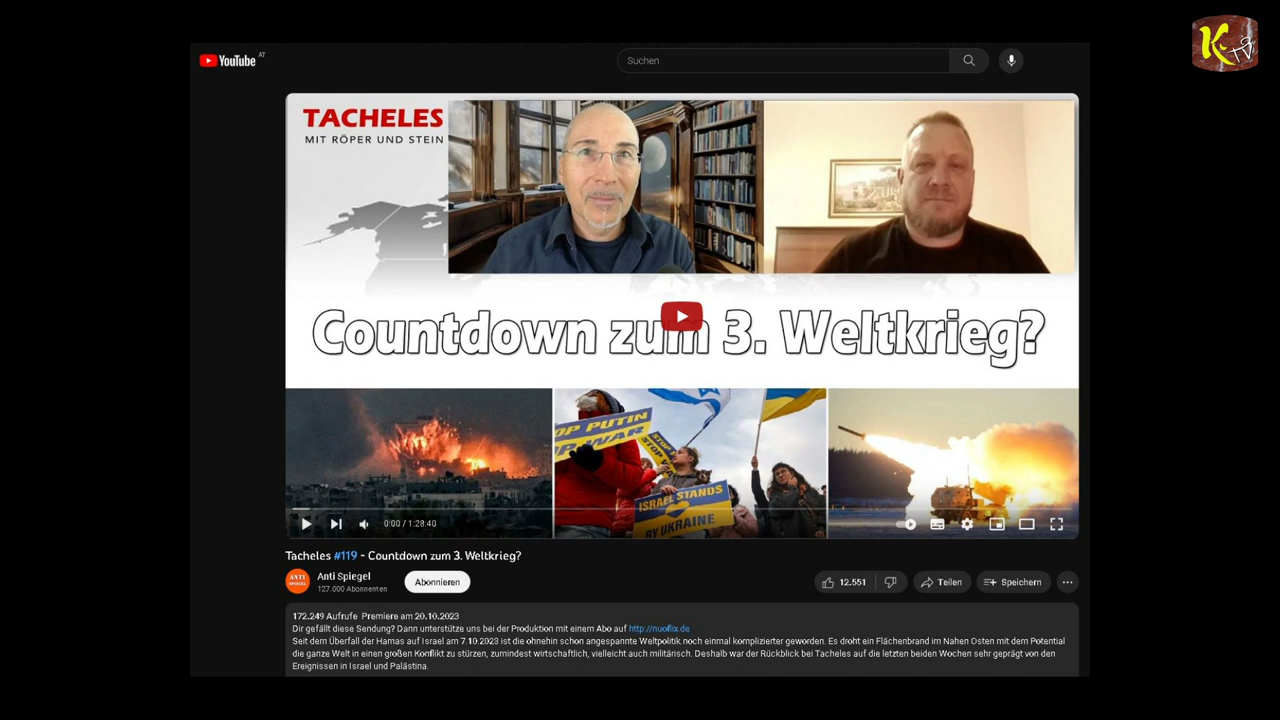 K-TV
YouTube AT
Suchen
TACHELES
MIT RÖPER UND STEIN
Countdown zum 3. Weltkrieg?
OP PUTIN
OP WAR
STOP
ISRAEL STANDS
BY UKRAINE
0:00 / 1:28:40
Tacheles #119 - Countdown zum 3. Weltkrieg?
ANTI
SPIEGEL
Anti Spiegel
127.000 Abonnenten
Abonnieren
12.551
Teilen
Speichern
172.249 Aufrufe Premiere am 20.10.2023
Dir gefällt diese Sendung? Dann unterstütze uns bei der Produktion mit einem Abo auf http://nuoflix.de
Seit dem Überfall der Hamas auf Israel am 7.10.2023 ist die ohnehin schon angespannte Weltpolitik noch einmal komplizierter geworden. Es droht ein Flächenbrand im Nahen Osten mit dem Potential
die ganze Welt in einen großen Konflikt zu stürzen, zumindest wirtschaftlich, vielleicht auch militärisch. Deshalb war der Rückblick bei Tacheles auf die letzten beiden Wochen sehr geprägt von den
Ereignissen in Israel und Palästina.